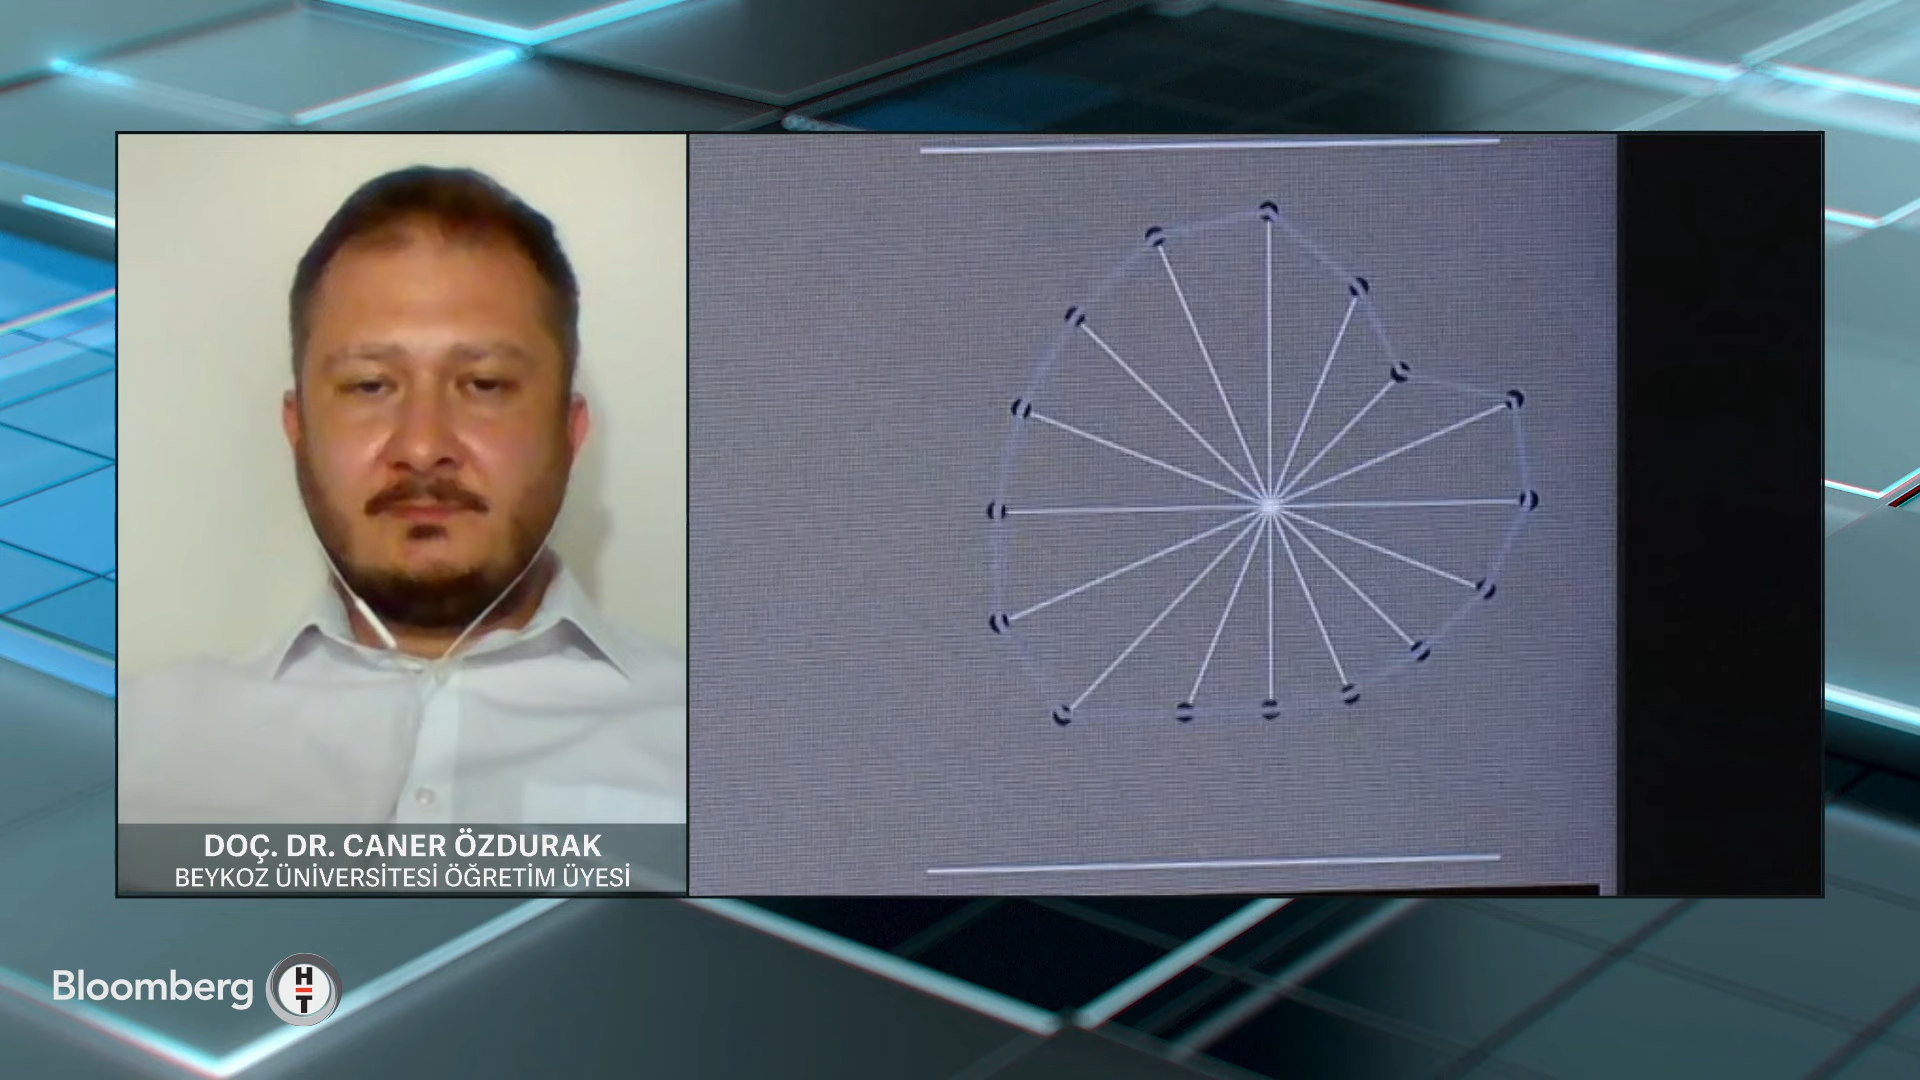 DOÇ. DR. CANER ÖZDURAK
BEYKOZ ÜNİVERSİTESİ ÖĞRETİM ÜYESİ
Bloomberg HT